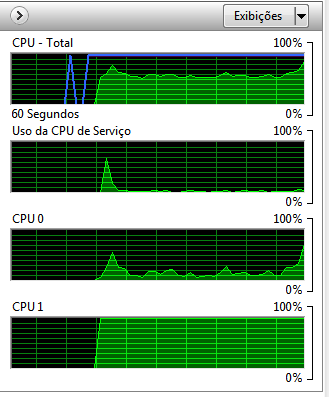 Exibições
CPU - Total 100%
60 Segundos 0%
Uso da CPU de Serviço 100%
0%
CPU 0 100%
0%
CPU 1 100%
0%